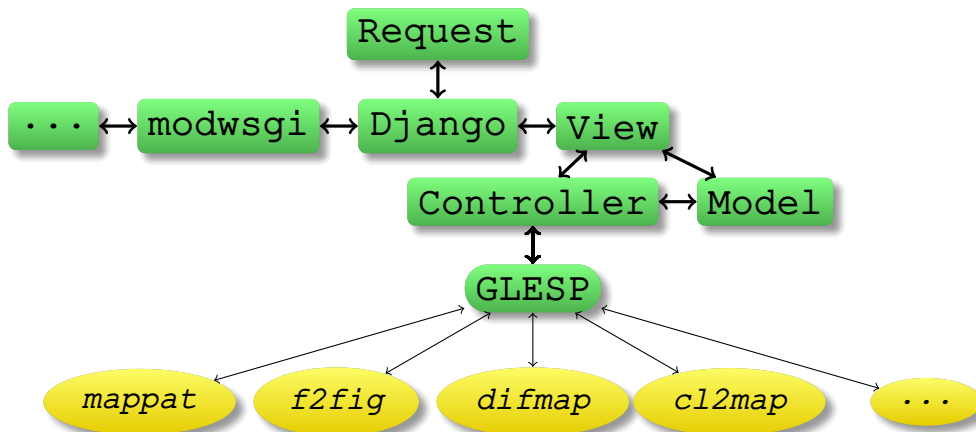 Request
...
modwsgi
Django
View
Controller
Model
GLESP
mappat
f2fig
difmap
cl2map
...